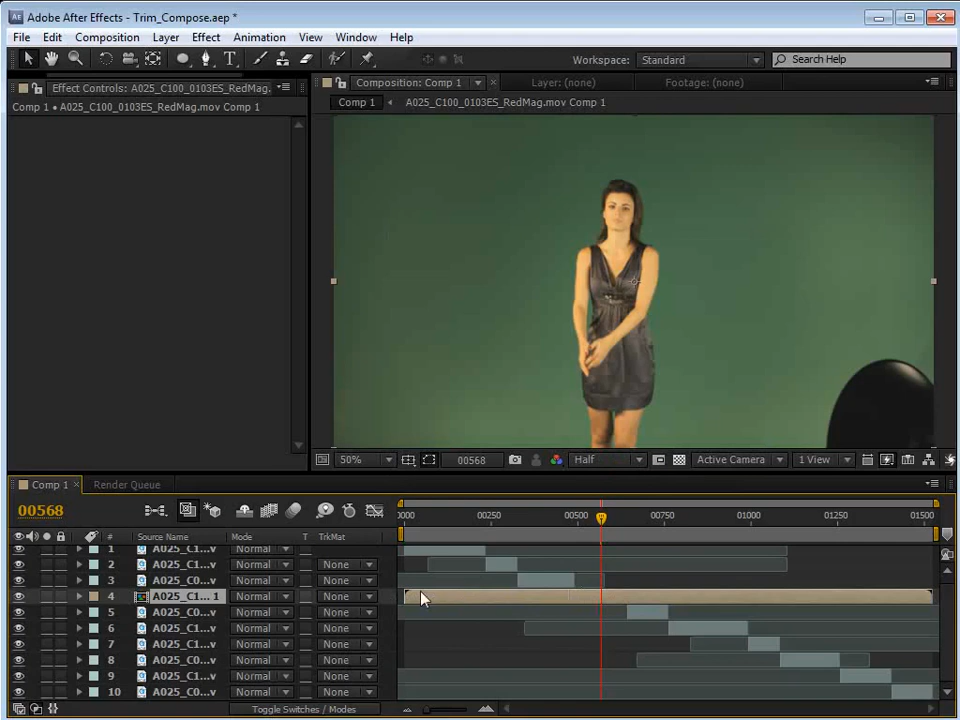 Adobe After Effects - Trim_Compose.aep *
File Edit Composition Layer Effect Animation View Window Help
Workspace: Standard Search Help
Effect Controls: A025_C100_0103ES_RedMag. Composition: Comp 1 Layer: (none) Footage: (none)
Comp 1 • A025_C100_0103ES_RedMag.mov Comp 1 Comp 1 A025_C100_0103ES_RedMag.mov Comp 1
50% 00568 Half Active Camera 1 View
Comp 1 Render Queue
00568 0000 00250 00500 00750 01000 01250 01500
# Source Name Mode T TrkMat
1 A025_C1...v Normal
2 A025_C1...v Normal None
3 A025_C0...v Normal None
4 A025_C1... 1 Normal None
5 A025_C0...v Normal None
6 A025_C1...v Normal None
7 A025_C1...v Normal None
8 A025_C0...v Normal None
9 A025_C1...v Normal None
10 A025_C0...v Normal None
Toggle Switches / Modes